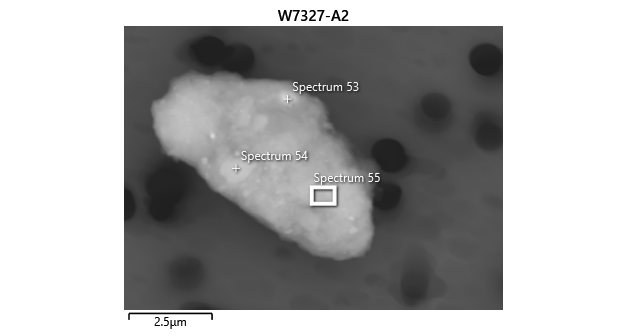 W7327-A2
Spectrum 53
Spectrum 54
Spectrum 55
2.5µm